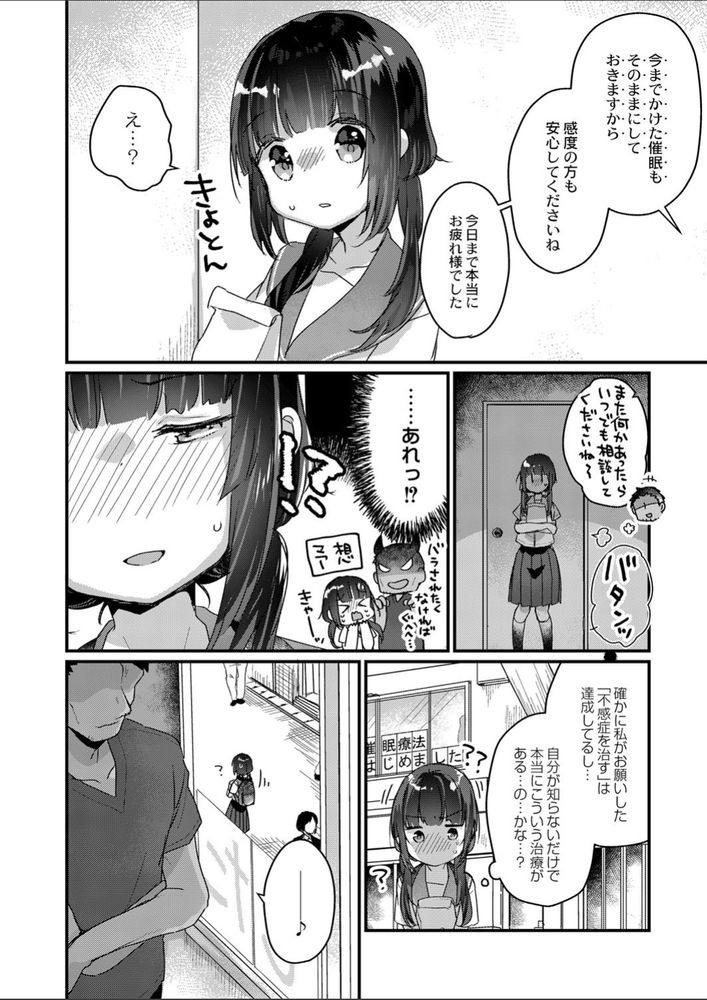 今までかけた催眠も
そのままにして
おきますから
感度の方も
安心してくださいね
今日まで本当に
お疲れ様でした
え…？
きょとん
また何かあったら
いつでも相談して
くださいね〜
バタンッ
……あれっ!?
バラされたく
なければ
ぐへへ…
想
キャー
確かに私がお願いした
「不感症を治す」は
達成してるし…
自分が知らないだけで
本当にこういう治療が
ある…の…かな…？
催眠療法
はじめました
??
?
♪